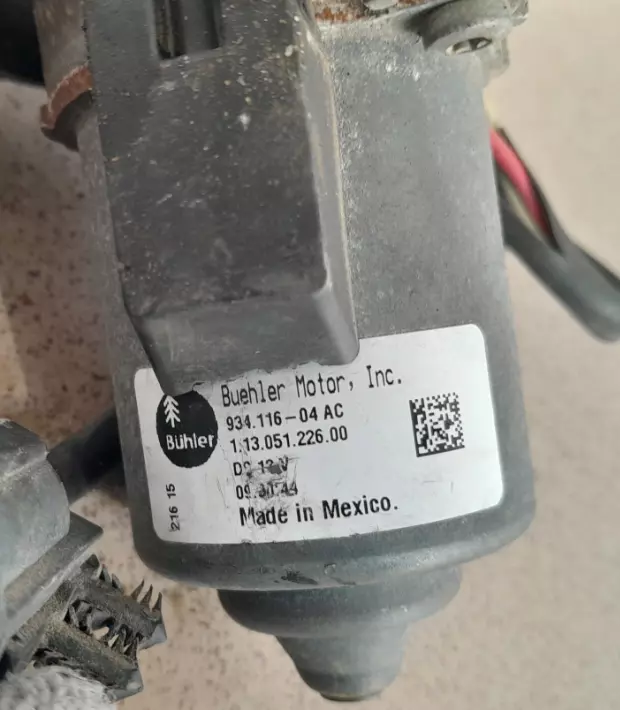 Buehler Motor, Inc.
934.116-04 AC
1.13.051.226.00
Bühler
216 15
Made in Mexico.